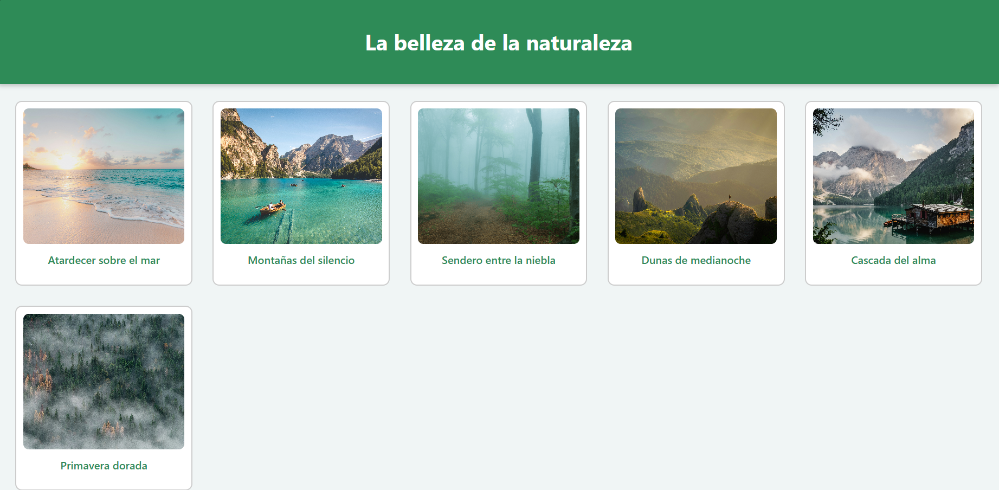 La belleza de la naturaleza
Atardecer sobre el mar
Montañas del silencio
Sendero entre la niebla
Dunas de medianoche
Cascada del alma
Primavera dorada